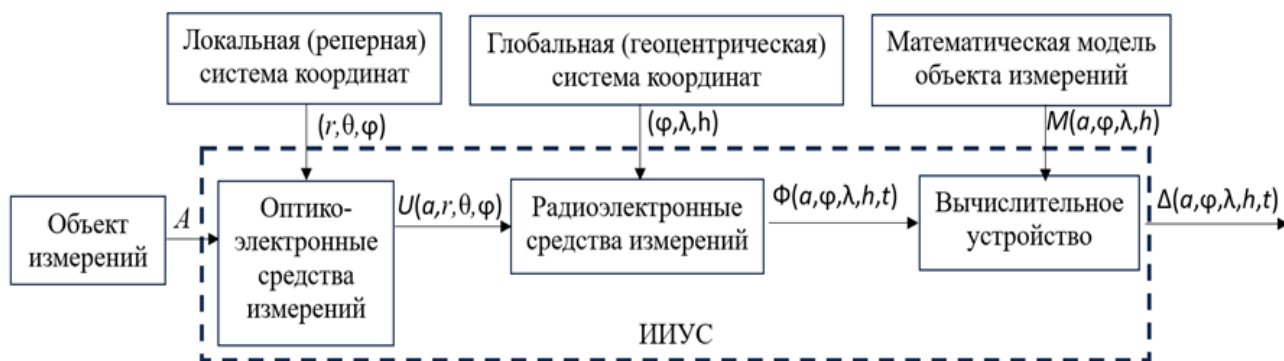 Локальная (реперная)
система координат
Глобальная (геоцентрическая)
система координат
Математическая модель
объекта измерений
(r,θ,φ)
(φ,λ,h)
M(a,φ,λ,h)
Объект
измерений
A
Оптико-
электронные
средства
измерений
U(a,r,θ,φ)
Радиоэлектронные
средства измерений
Φ(a,φ,λ,h,t)
Вычислительное
устройство
Δ(a,φ,λ,h,t)
ИИУС